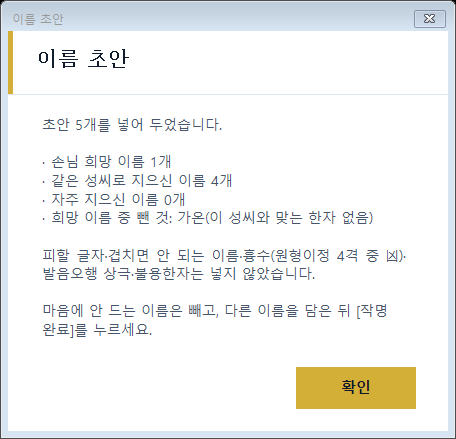 이름 초안
이름 초안
초안 5개를 넣어 두었습니다.
· 손님 희망 이름 1개
· 같은 성씨로 지으신 이름 4개
· 자주 지으신 이름 0개
· 희망 이름 중 뺀 것: 가온(이 성씨와 맞는 한자 없음)
피할 글자·겹치면 안 되는 이름·흉수(원형이정 4격 중 凶)·
발음오행 상극·불용한자는 넣지 않았습니다.
마음에 안 드는 이름은 빼고, 다른 이름을 담은 뒤 [작명
완료]를 누르세요.
확인